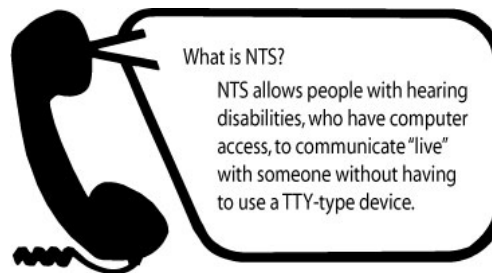 What is NTS?
NTS allows people with hearing
disabilities, who have computer
access, to communicate “live”
with someone without having
to use a TTY-type device.